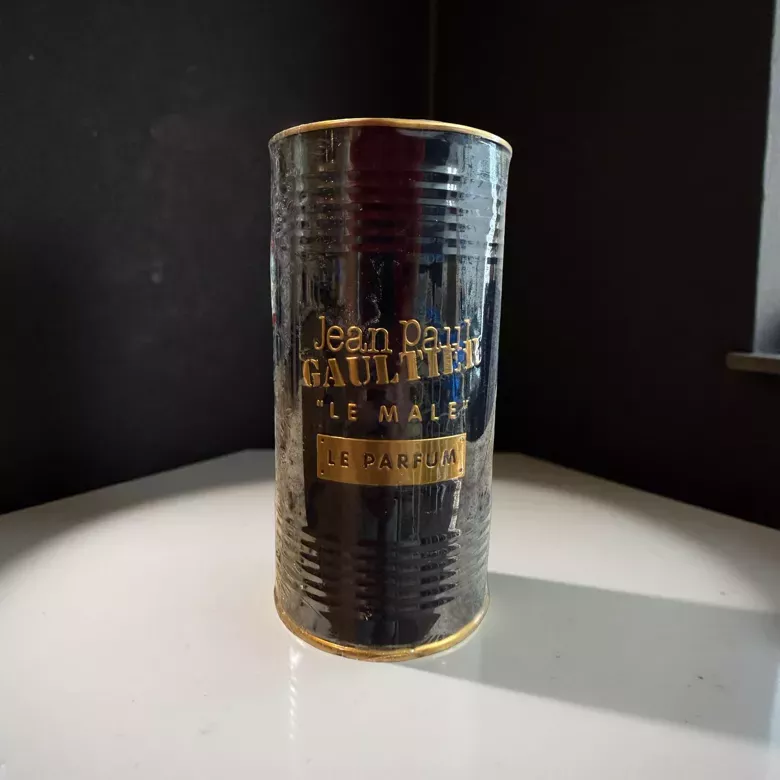 Jean Paul
GAULTIER
"LE MALE"
LE PARFUM